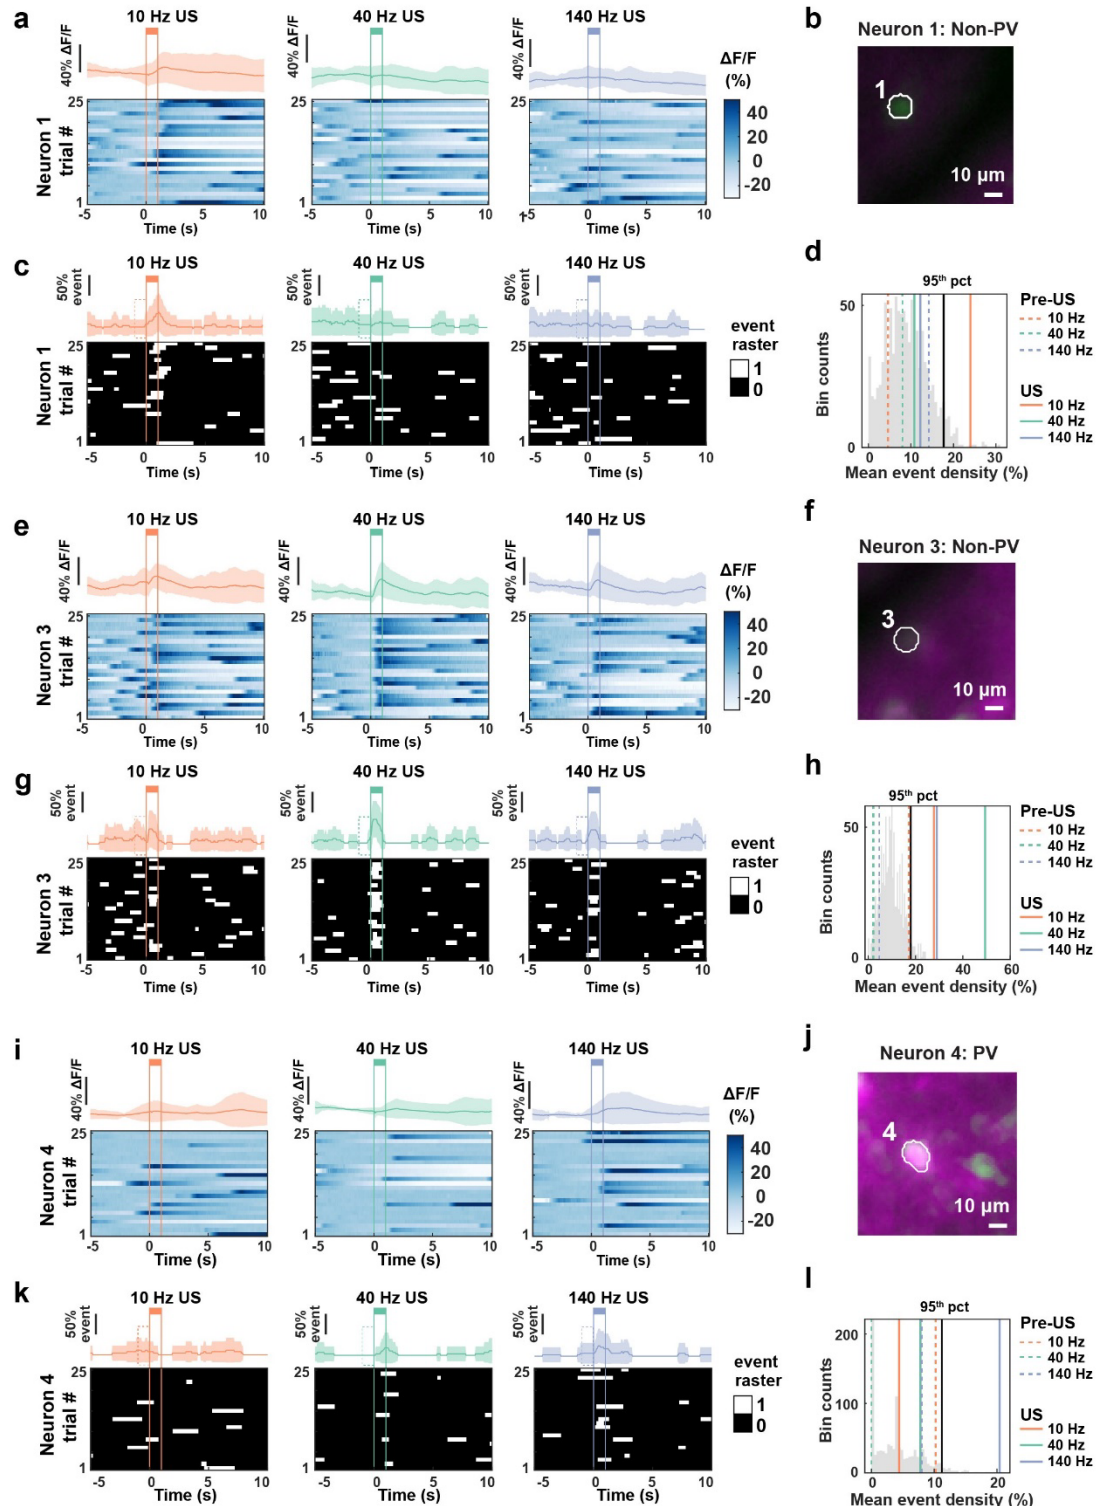 a
10 Hz US
40 Hz US
140 Hz US
40% ΔF/F
40% ΔF/F
40% ΔF/F
ΔF/F
(%)
40
20
0
-20
Neuron 1
trial #
25
1
-5 0 5 10
-5 0 5 10
-5 0 5 10
Time (s)
Time (s)
Time (s)
b
Neuron 1: Non-PV
1
10 µm
c
10 Hz US
40 Hz US
140 Hz US
50%
event
50%
event
50%
event
event
raster
1
0
Neuron 1
trial #
25
1
25
1
25
1
-5 0 5 10
-5 0 5 10
-5 0 5 10
Time (s)
Time (s)
Time (s)
d
95th pct
50
0
Bin counts
0 10 20 30
Mean event density (%)
Pre-US
10 Hz
40 Hz
140 Hz
US
10 Hz
40 Hz
140 Hz
e
10 Hz US
40 Hz US
140 Hz US
40% ΔF/F
40% ΔF/F
40% ΔF/F
ΔF/F
(%)
40
20
0
-20
Neuron 3
trial #
25
1
25
1
25
1
-5 0 5 10
-5 0 5 10
-5 0 5 10
Time (s)
Time (s)
Time (s)
f
Neuron 3: Non-PV
3
10 µm
g
10 Hz US
40 Hz US
140 Hz US
50%
event
50%
event
50%
event
event
raster
1
0
Neuron 3
trial #
25
1
25
1
25
1
-5 0 5 10
-5 0 5 10
-5 0 5 10
Time (s)
Time (s)
Time (s)
h
95th pct
50
0
Bin counts
0 20 40 60
Mean event density (%)
Pre-US
10 Hz
40 Hz
140 Hz
US
10 Hz
40 Hz
140 Hz
i
10 Hz US
40 Hz US
140 Hz US
40% ΔF/F
40% ΔF/F
40% ΔF/F
ΔF/F
(%)
40
20
0
-20
Neuron 4
trial #
25
1
25
1
25
1
-5 0 5 10
-5 0 5 10
-5 0 5 10
Time (s)
Time (s)
Time (s)
j
Neuron 4: PV
4
10 µm
k
10 Hz US
40 Hz US
140 Hz US
50%
event
50%
event
50%
event
event
raster
1
0
Neuron 4
trial #
25
1
25
1
25
1
-5 0 5 10
-5 0 5 10
-5 0 5 10
Time (s)
Time (s)
Time (s)
l
95th pct
200
100
0
Bin counts
0 10 20
Mean event density (%)
Pre-US
10 Hz
40 Hz
140 Hz
US
10 Hz
40 Hz
140 Hz